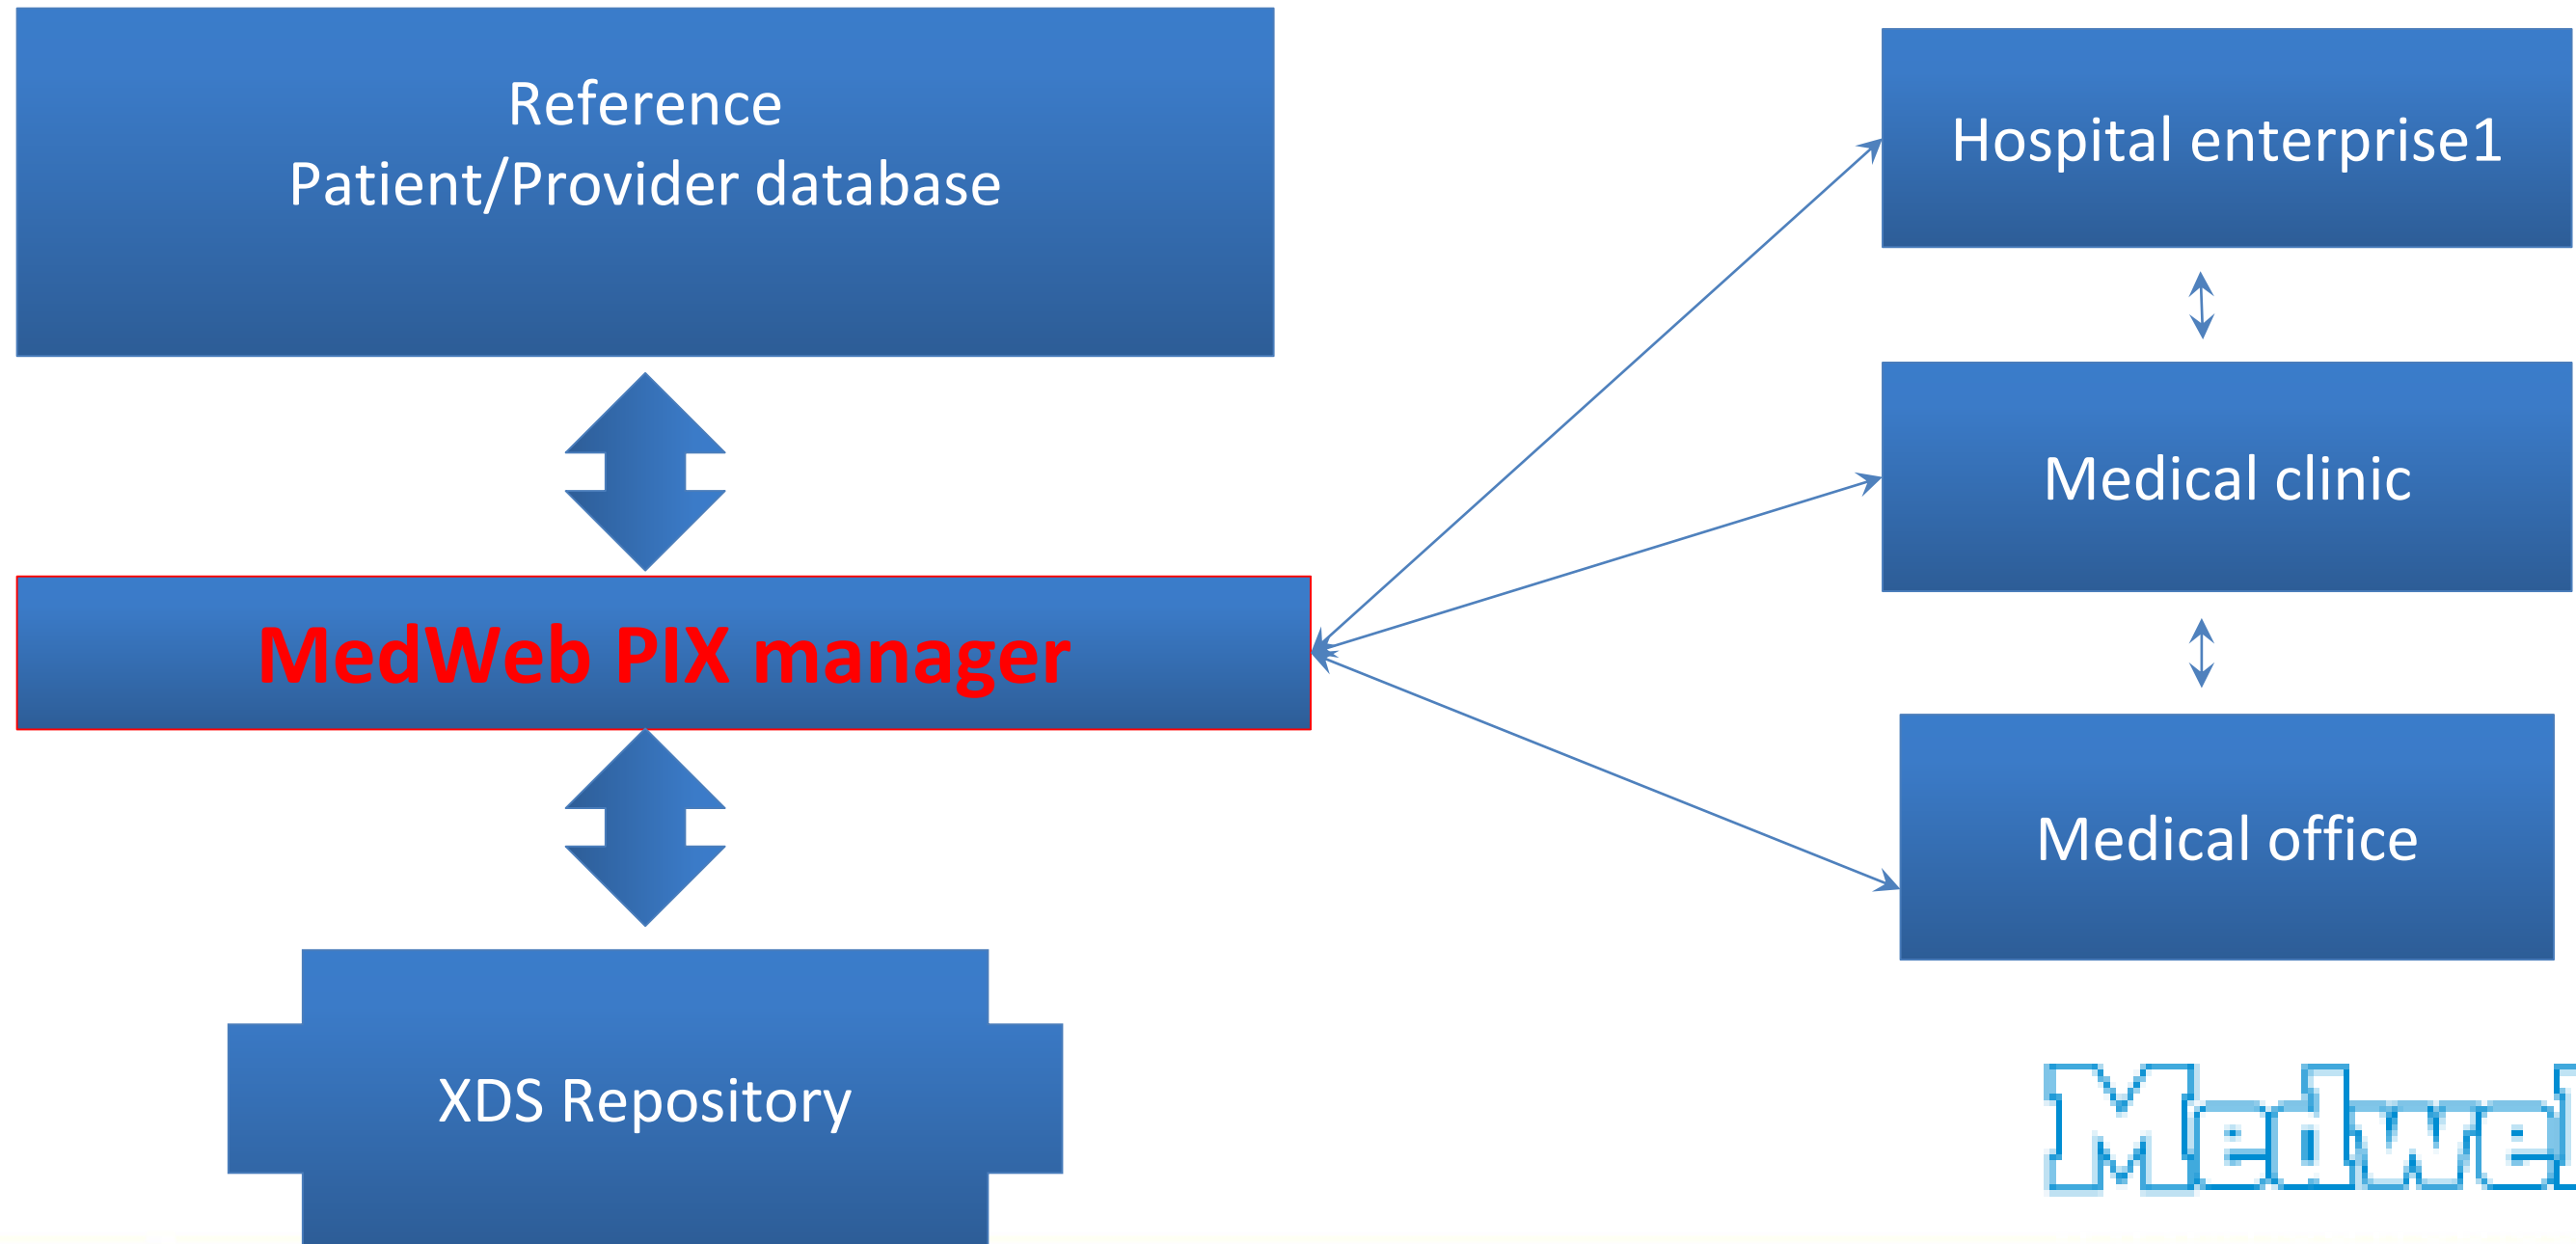 Reference
Patient/Provider database
Hospital enterprise1
Medical clinic
MedWeb PIX manager
Medical office
XDS Repository